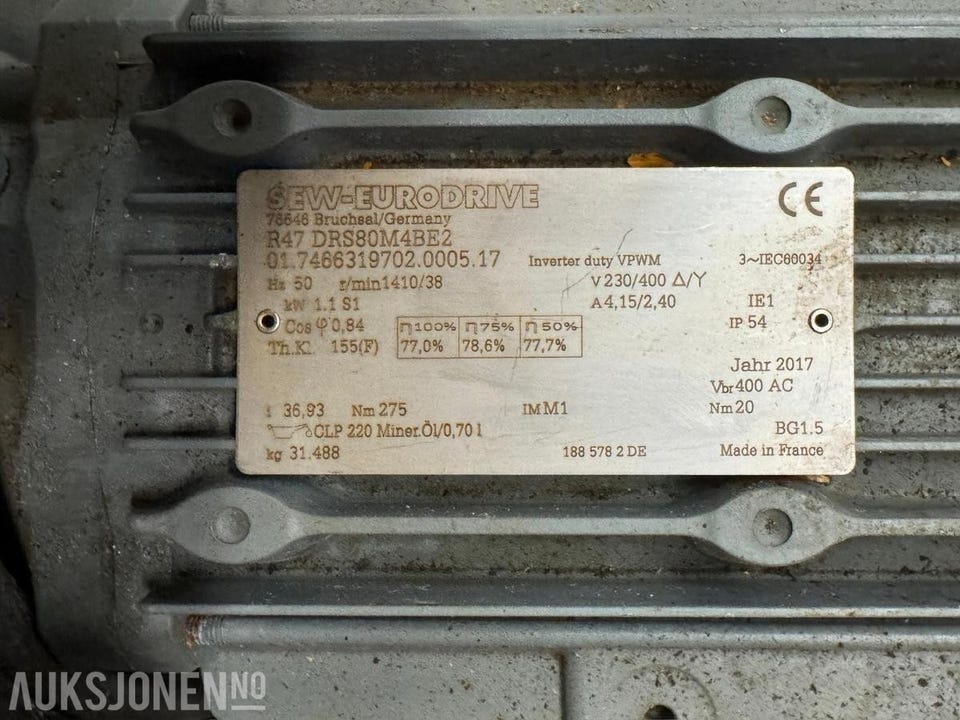 SEW-EURODRIVE CE
76646 Bruchsal/Germany
R47 DRS80M4BE2
01.7466319702.0005.17 Inverter duty VPWM 3~IEC60034
Hz 50 r/min 1410/38 V 230/400 Δ/Y
kW 1.1 S1 A 4,15/2,40 IE1
Cos φ 0,84 η100% η75% η50% IP 54
Th.Kl. 155(F) 77,0% 78,6% 77,7%
Jahr 2017
Vbr 400 AC
i 36,93 Nm 275 IM M1 Nm 20
CLP 220 Miner.Öl/0,70 l BG1.5
kg 31.488 188 578 2 DE Made in France
AUKSJONEN NO